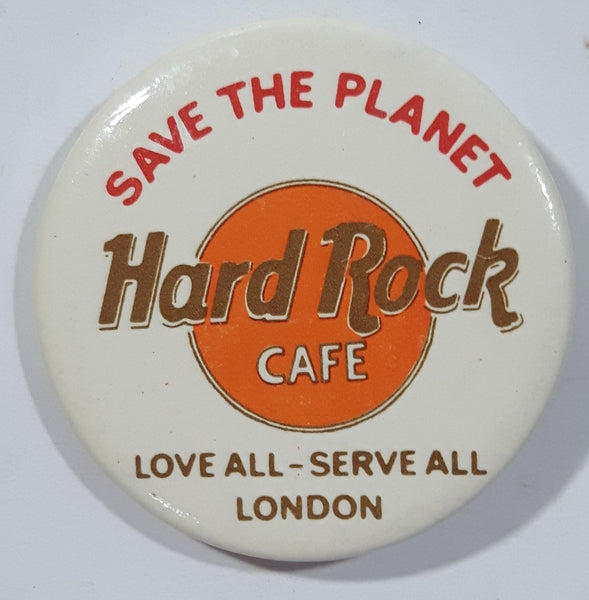 SAVE THE PLANET
Hard Rock
CAFE
LOVE ALL - SERVE ALL
LONDON